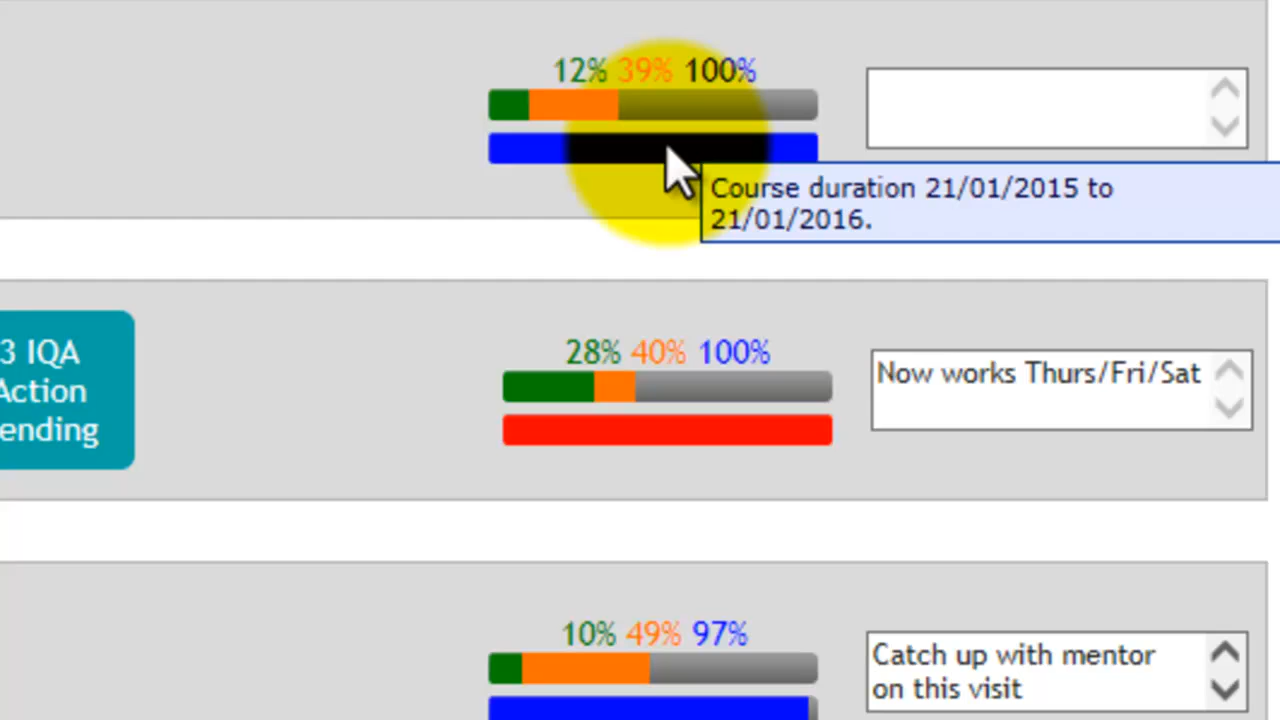 12% 39% 100%
Course duration 21/01/2015 to
21/01/2016.
3 IQA
Action
ending
28% 40% 100%
Now works Thurs/Fri/Sat
10% 49% 97%
Catch up with mentor
on this visit